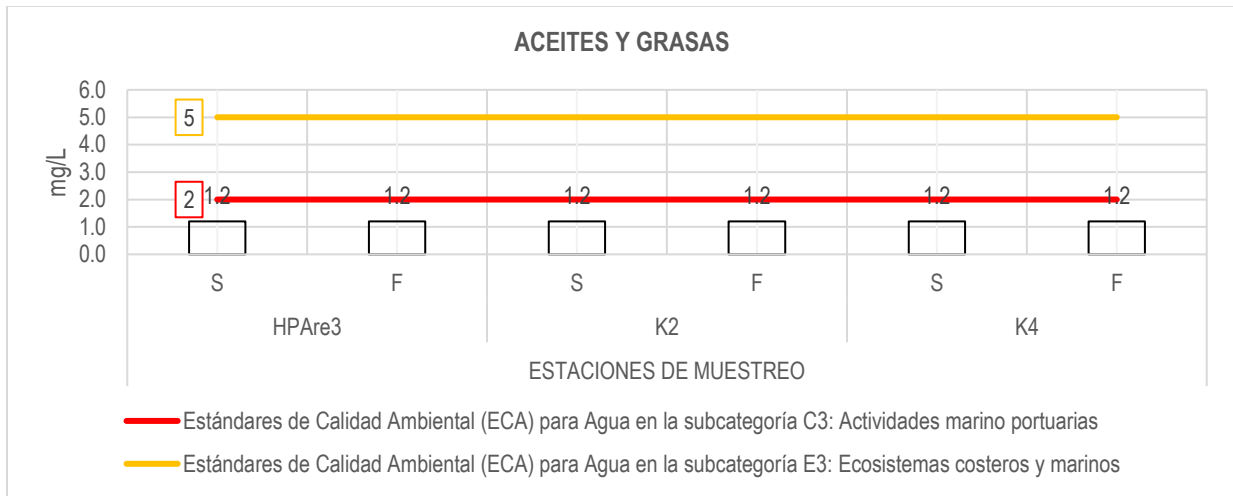 ACEITES Y GRASAS
6.0
5.0
4.0
3.0
2.0
1.0
0.0
mg/L
5
2
1.2 1.2 1.2 1.2 1.2 1.2
S F S F S F
HPAre3 K2 K4
ESTACIONES DE MUESTREO
Estándares de Calidad Ambiental (ECA) para Agua en la subcategoría C3: Actividades marino portuarias
Estándares de Calidad Ambiental (ECA) para Agua en la subcategoría E3: Ecosistemas costeros y marinos